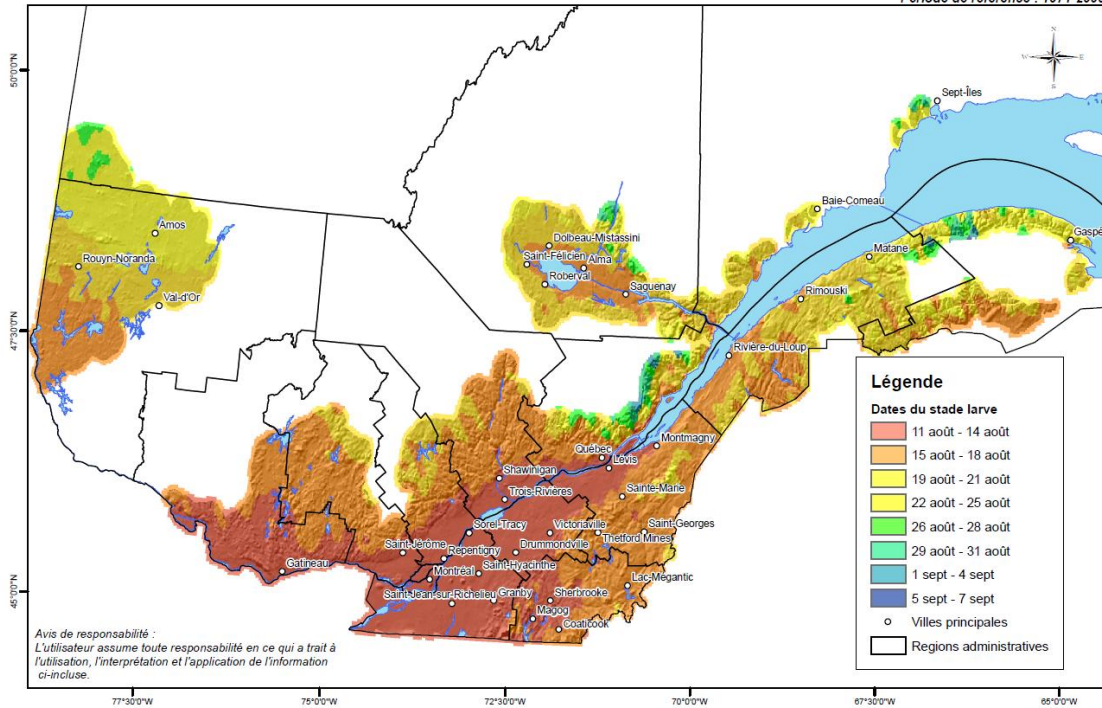 50°0'0"N
47°30'0"N
45°0'0"N
N
W
E
S
Sept-Îles
Baie-Comeau
Gaspé
Matane
Rimouski
Amos
Rouyn-Noranda
Val-d'Or
Dolbeau-Mistassini
Saint-Félicien
Alma
Roberval
Saguenay
Rivière-du-Loup
Montmagny
Québec
Lévis
Shawinigan
Trois-Rivières
Sainte-Marie
Sorel-Tracy
Victoriaville
Saint-Georges
Thetford Mines
Saint-Jérôme
Repentigny
Drummondville
Gatineau
Montréal
Saint-Hyacinthe
Lac-Mégantic
Saint-Jean-sur-Richelieu
Granby
Sherbrooke
Magog
Coaticook
Légende
Dates du stade larve
11 août - 14 août
15 août - 18 août
19 août - 21 août
22 août - 25 août
26 août - 28 août
29 août - 31 août
1 sept - 4 sept
5 sept - 7 sept
Villes principales
Regions administratives
Avis de responsabilité :
L'utilisateur assume toute responsabilité en ce qui a trait à
l'utilisation, l'interprétation et l'application de l'information
ci-incluse.
77°30'0"W
75°0'0"W
72°30'0"W
70°0'0"W
67°30'0"W
65°0'0"W